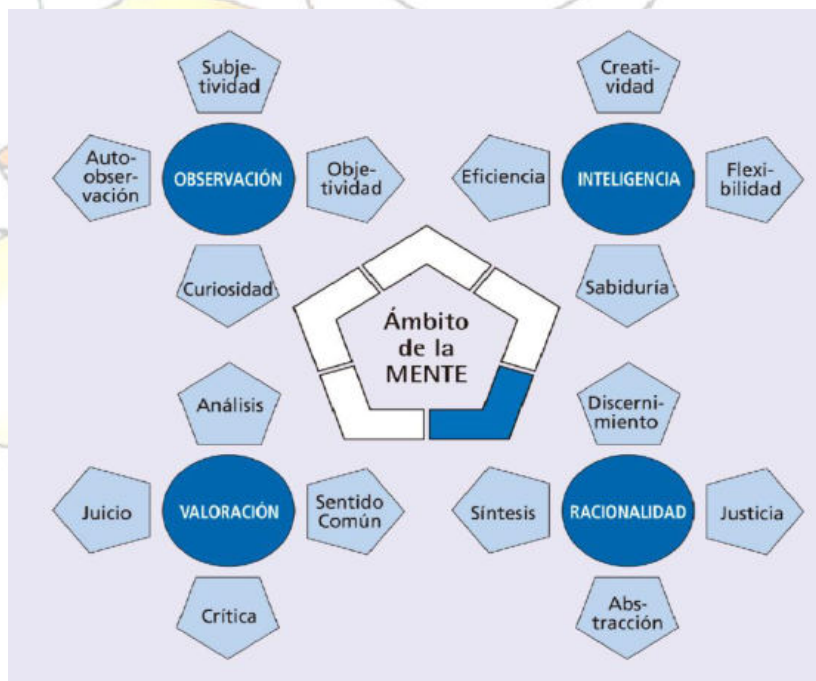 Subje-
tividad
Auto-
obser-
vación
OBSERVACIÓN
Obje-
tividad
Curiosidad
Creati-
vidad
Eficiencia
INTELIGENCIA
Flexi-
bilidad
Sabiduría
Ámbito
de la
MENTE
Análisis
Juicio
VALORACIÓN
Sentido
Común
Crítica
Discerni-
miento
Síntesis
RACIONALIDAD
Justicia
Abs-
tracción